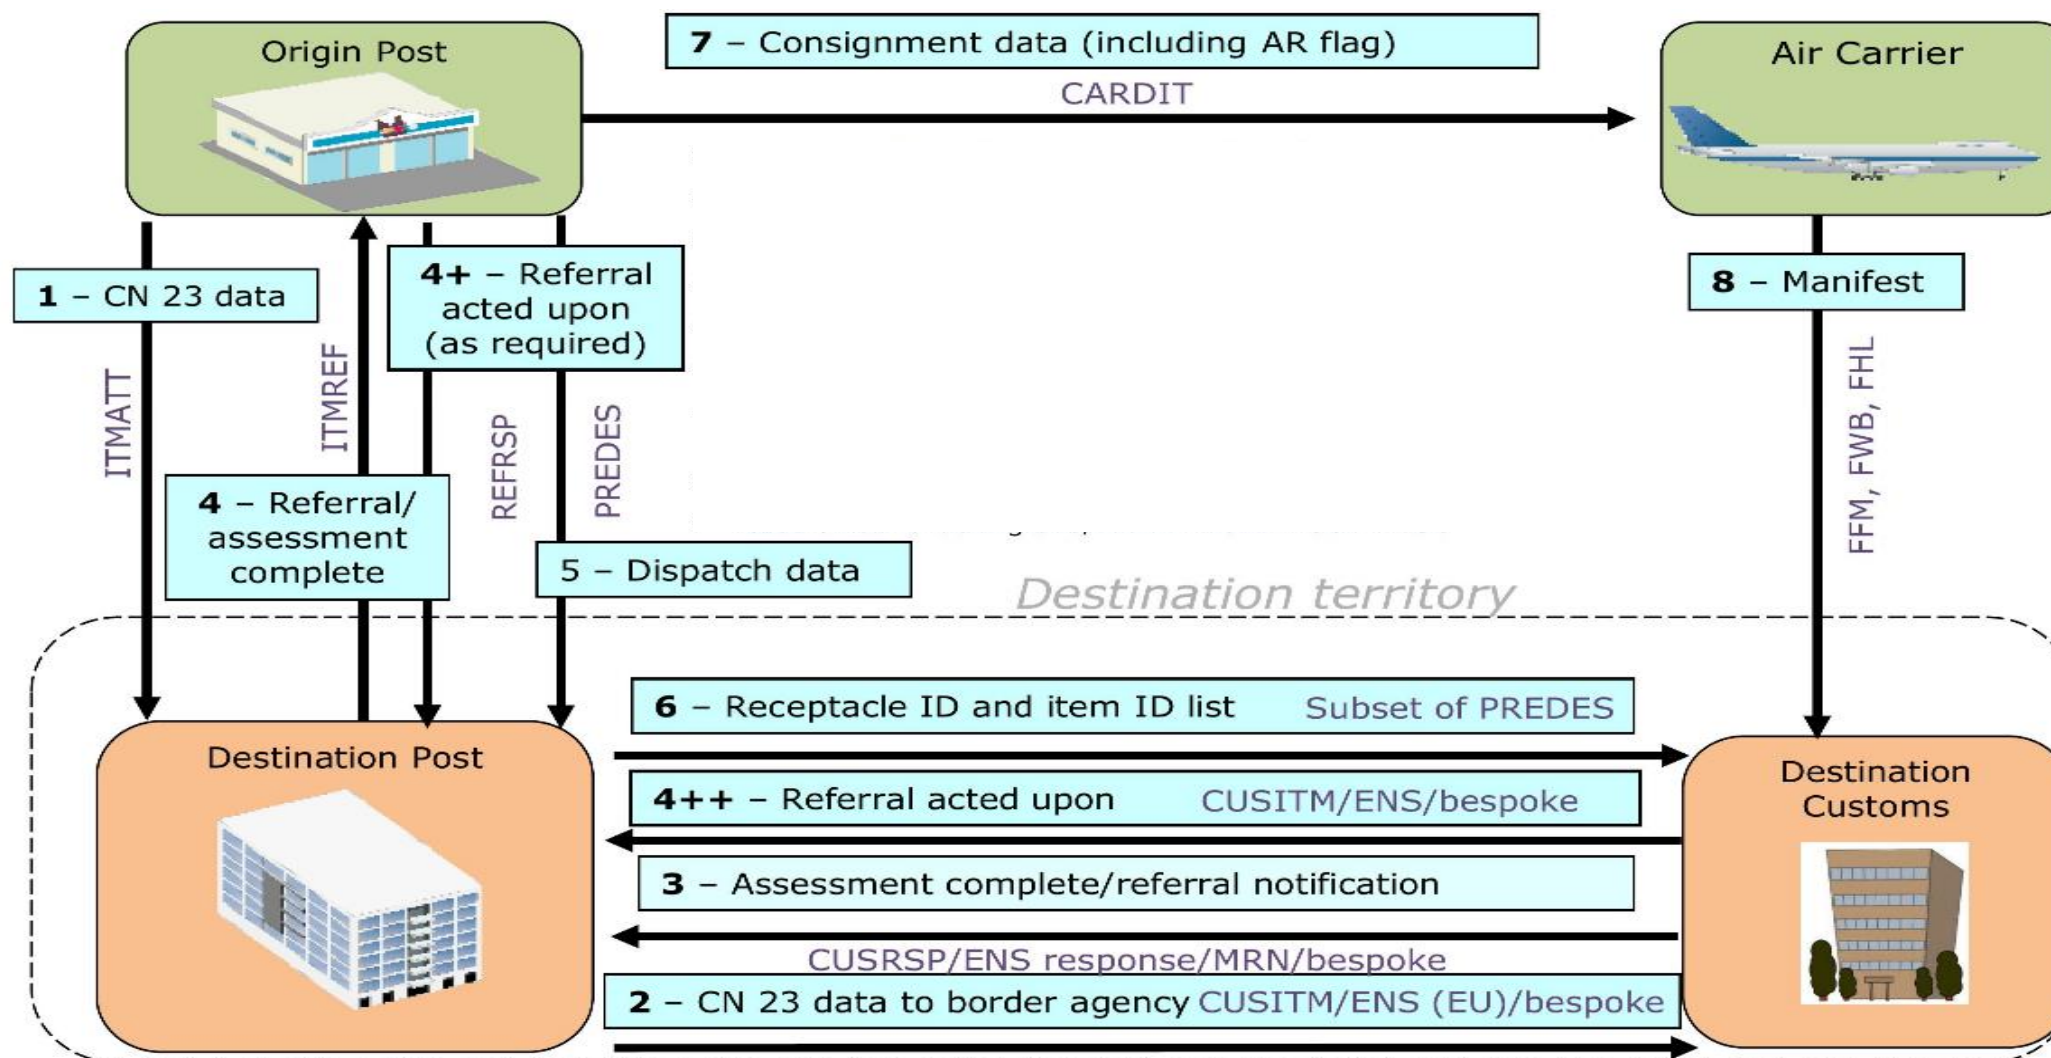 Origin Post
7 – Consignment data (including AR flag)
CARDIT
Air Carrier
1 – CN 23 data
4+ – Referral
acted upon
(as required)
8 – Manifest
ITMATT
ITMREF
REFRSP
PREDES
FFM, FWB, FHL
4 – Referral/
assessment
complete
5 – Dispatch data
Destination territory
6 – Receptacle ID and item ID list Subset of PREDES
Destination Post
4++ – Referral acted upon CUSITM/ENS/bespoke
Destination
Customs
3 – Assessment complete/referral notification
CUSRSP/ENS response/MRN/bespoke
2 – CN 23 data to border agency CUSITM/ENS (EU)/bespoke